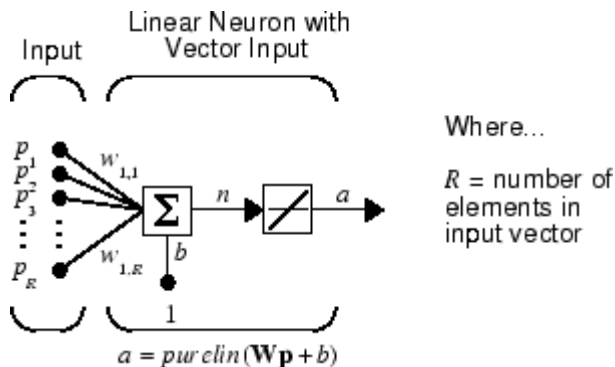 Input
Linear Neuron with
Vector Input
p1
p2
p3
pR
w1,1
w1,R
Σ
n
a
b
1
a = purelin(Wp + b)
Where...
R = number of
elements in
input vector